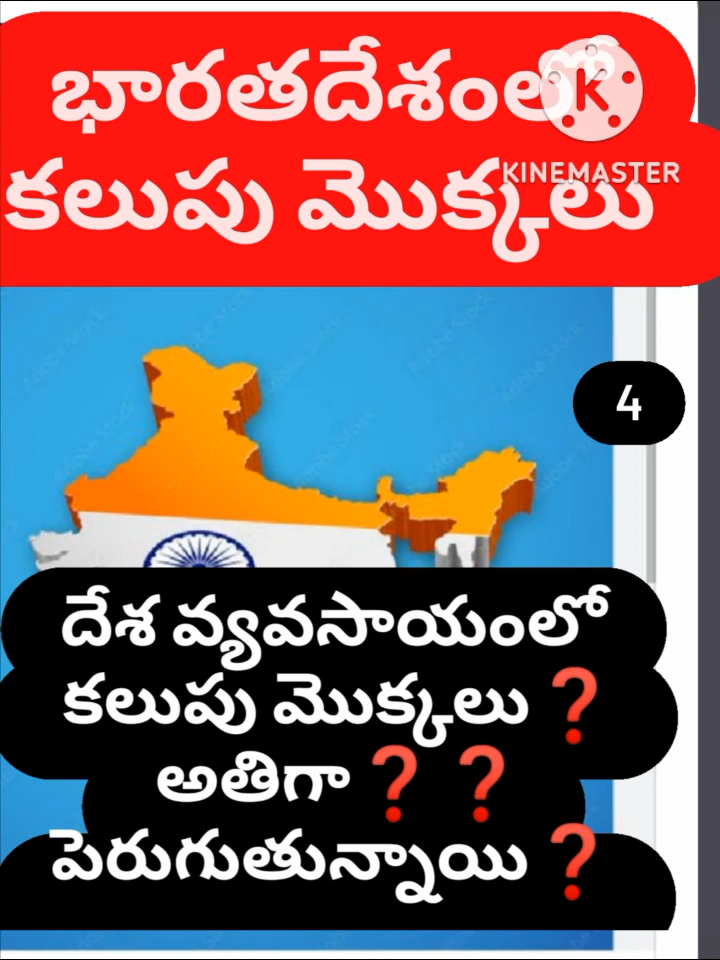 భారతదేశంలో
కలుపు మొక్కలు
KINEMASTER
4
దేశ వ్యవసాయంలో
కలుపు మొక్కలు ❓
అతిగా ❓ ❓
పెరుగుతున్నాయి ❓